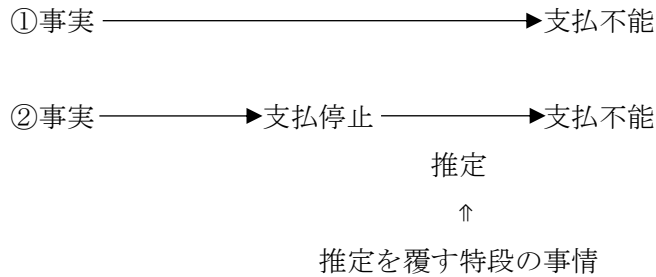 ①事実 支払不能
②事実 支払停止 支払不能
推定
⇑
推定を覆す特段の事情